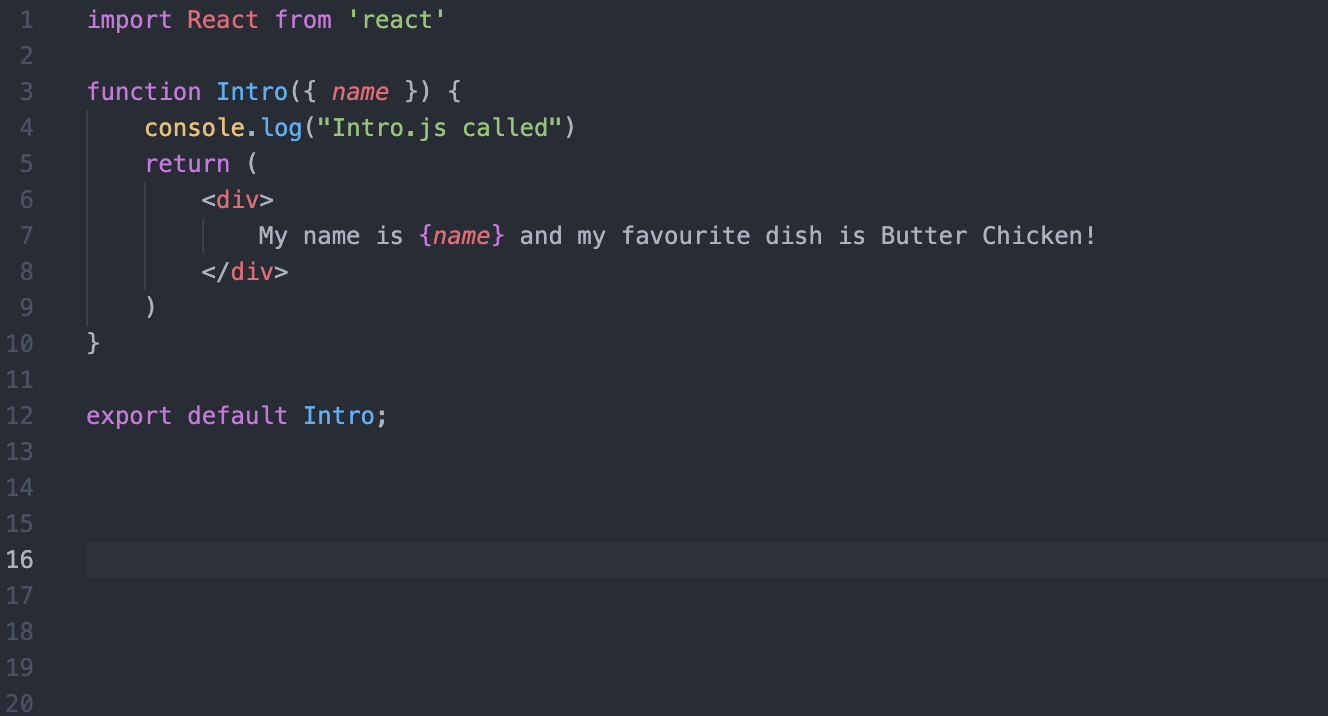 1 import React from 'react'
2
3 function Intro({ name }) {
4     console.log("Intro.js called")
5     return (
6         <div>
7             My name is {name} and my favourite dish is Butter Chicken!
8         </div>
9     )
10 }
11
12 export default Intro;
13
14
15
16
17
18
19
20